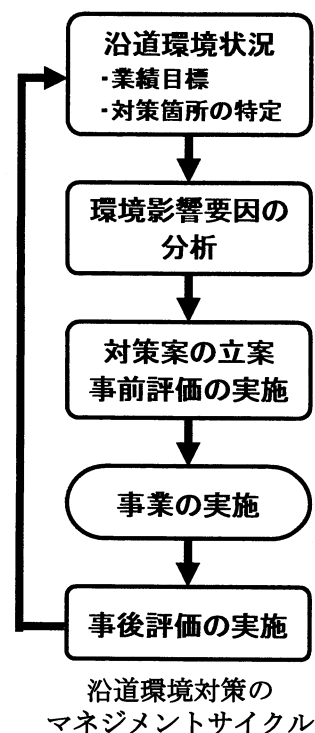 沿道環境状況
・業績目標
・対策箇所の特定
環境影響要因の
分析
対策案の立案
事前評価の実施
事業の実施
事後評価の実施
沿道環境対策の
マネジメントサイクル